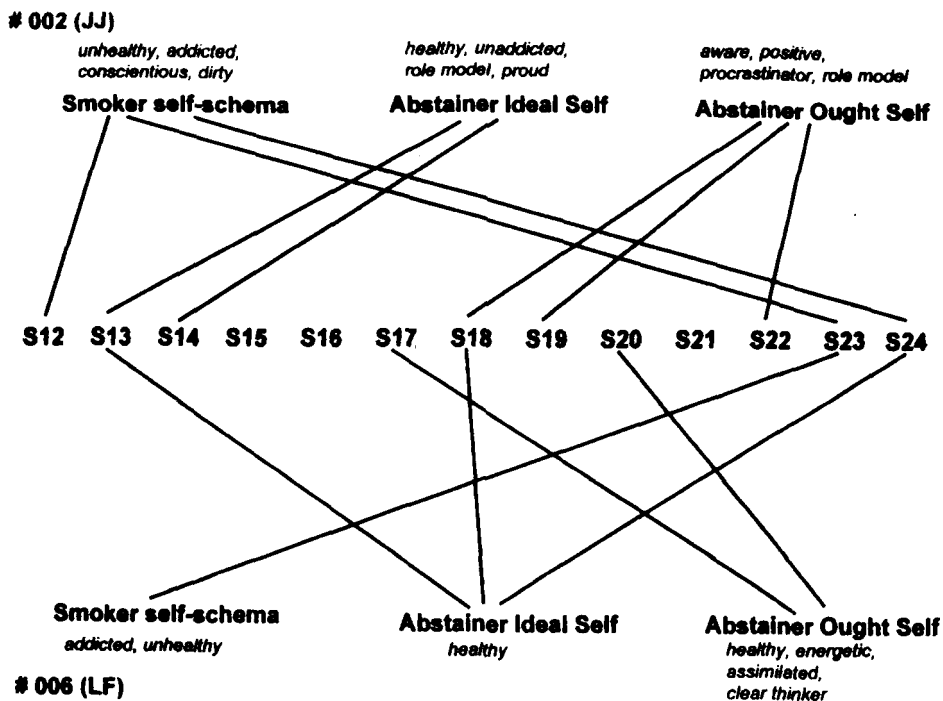 # 002 (JJ)
unhealthy, addicted,
conscientious, dirty
Smoker self-schema
healthy, unaddicted,
role model, proud
Abstainer Ideal Self
aware, positive,
procrastinator, role model
Abstainer Ought Self
S12 S13 S14 S15 S16 S17 S18 S19 S20 S21 S22 S23 S24
Smoker self-schema
addicted, unhealthy
Abstainer Ideal Self
healthy
Abstainer Ought Self
healthy, energetic,
assimilated,
clear thinker
# 006 (LF)